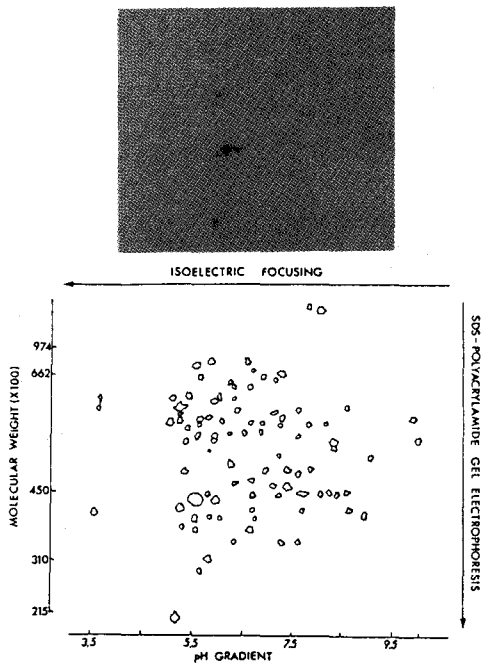 ISOELECTRIC FOCUSING
SDS-POLYACRYLAMIDE GEL ELECTROPHORESIS
MOLECULAR WEIGHT (X100)
974
662
450
310
215
3.5
5.5
7.5
9.5
pH GRADIENT